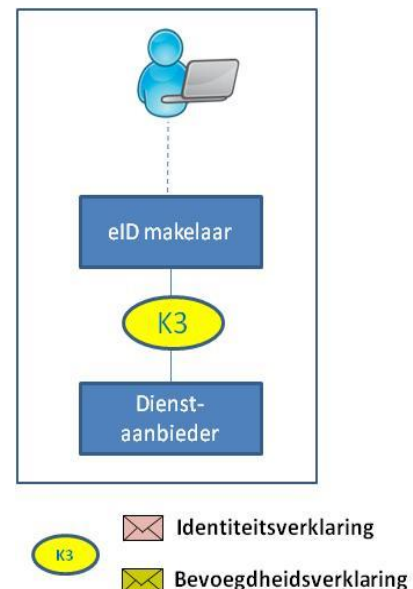 eID makelaar
K3
Dienst-
aanbieder
K3
Identiteitsverklaring
Bevoegdheidsverklaring